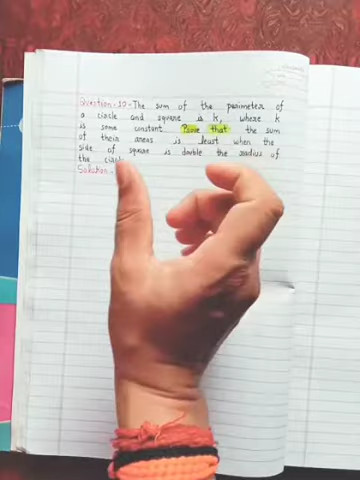 Question-10 - The sum of the perimeter of
a circle and square is k, where k
is some constant. Prove that the sum
of their areas is least when the
side of square is double the radius of
the circle
Solution-